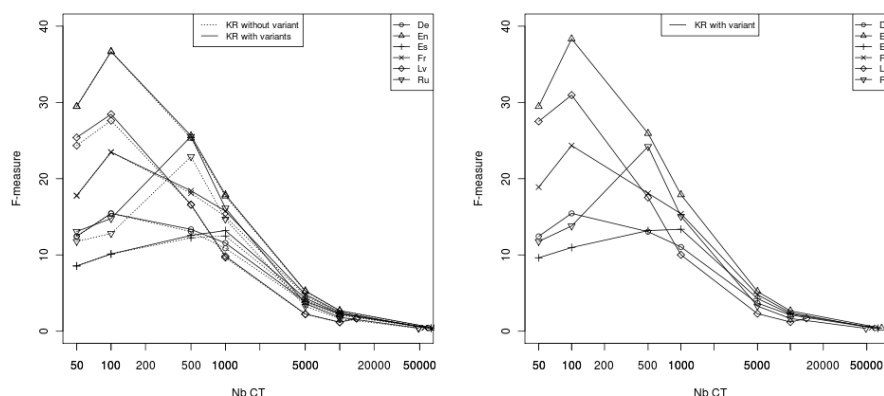 KR without variant
KR with variants
De
En
Es
Fr
Lv
Ru
F-measure
0
10
20
30
40
50
100
200
500
1000
5000
20000
50000
Nb CT
KR with variant
D
E
E
F
L
F-measure
0
10
20
30
40
50
100
200
500
1000
5000
20000
50000
Nb CT